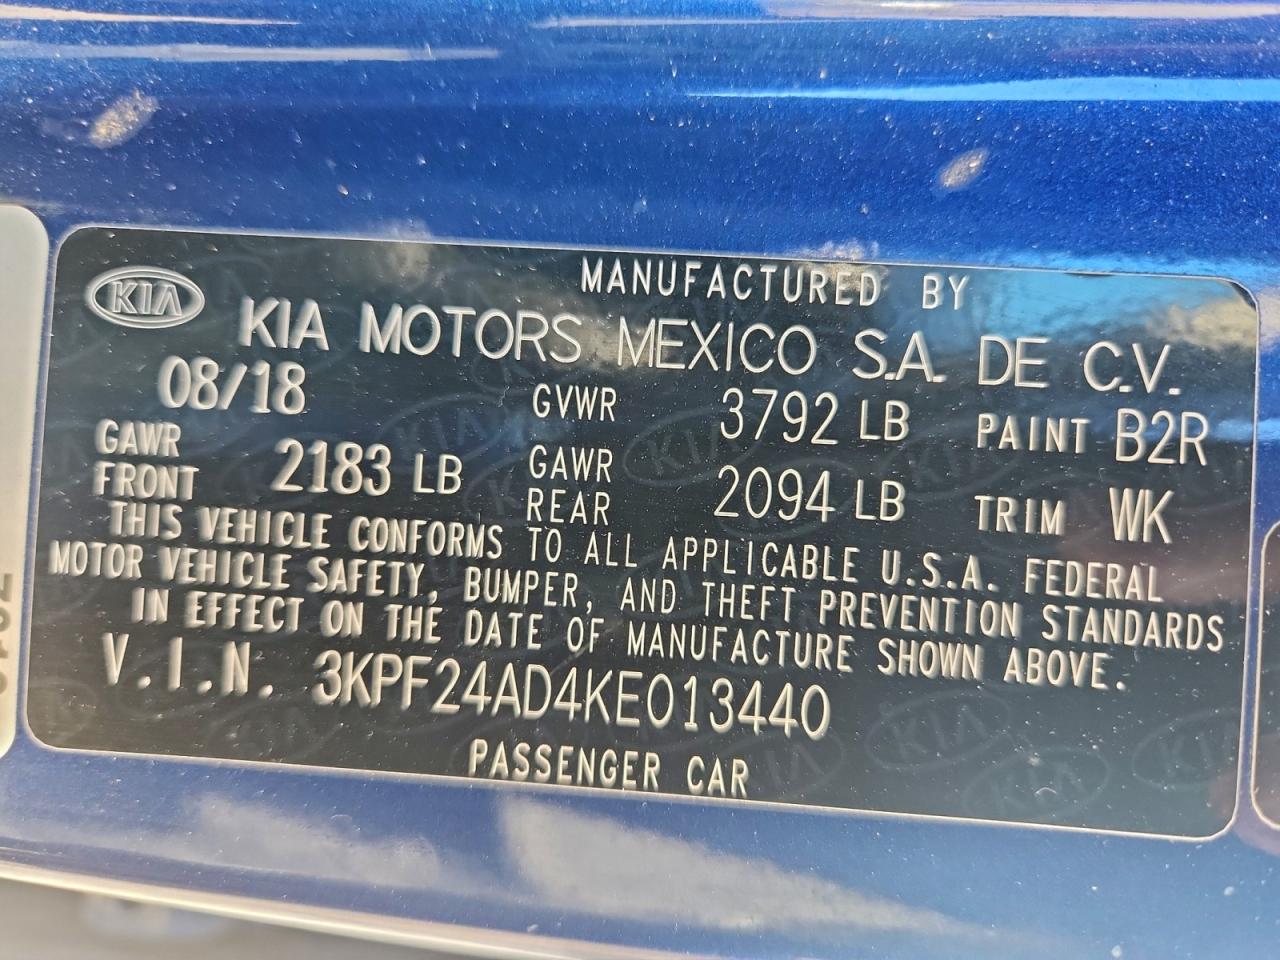 KIA
MANUFACTURED BY
KIA MOTORS MEXICO S.A. DE C.V.
08/18 GVWR 3792 LB PAINT B2R
GAWR FRONT 2183 LB GAWR REAR 2094 LB TRIM WK
THIS VEHICLE CONFORMS TO ALL APPLICABLE U.S.A. FEDERAL
MOTOR VEHICLE SAFETY, BUMPER, AND THEFT PREVENTION STANDARDS
IN EFFECT ON THE DATE OF MANUFACTURE SHOWN ABOVE.
V.I.N. 3KPF24AD4KE013440
PASSENGER CAR